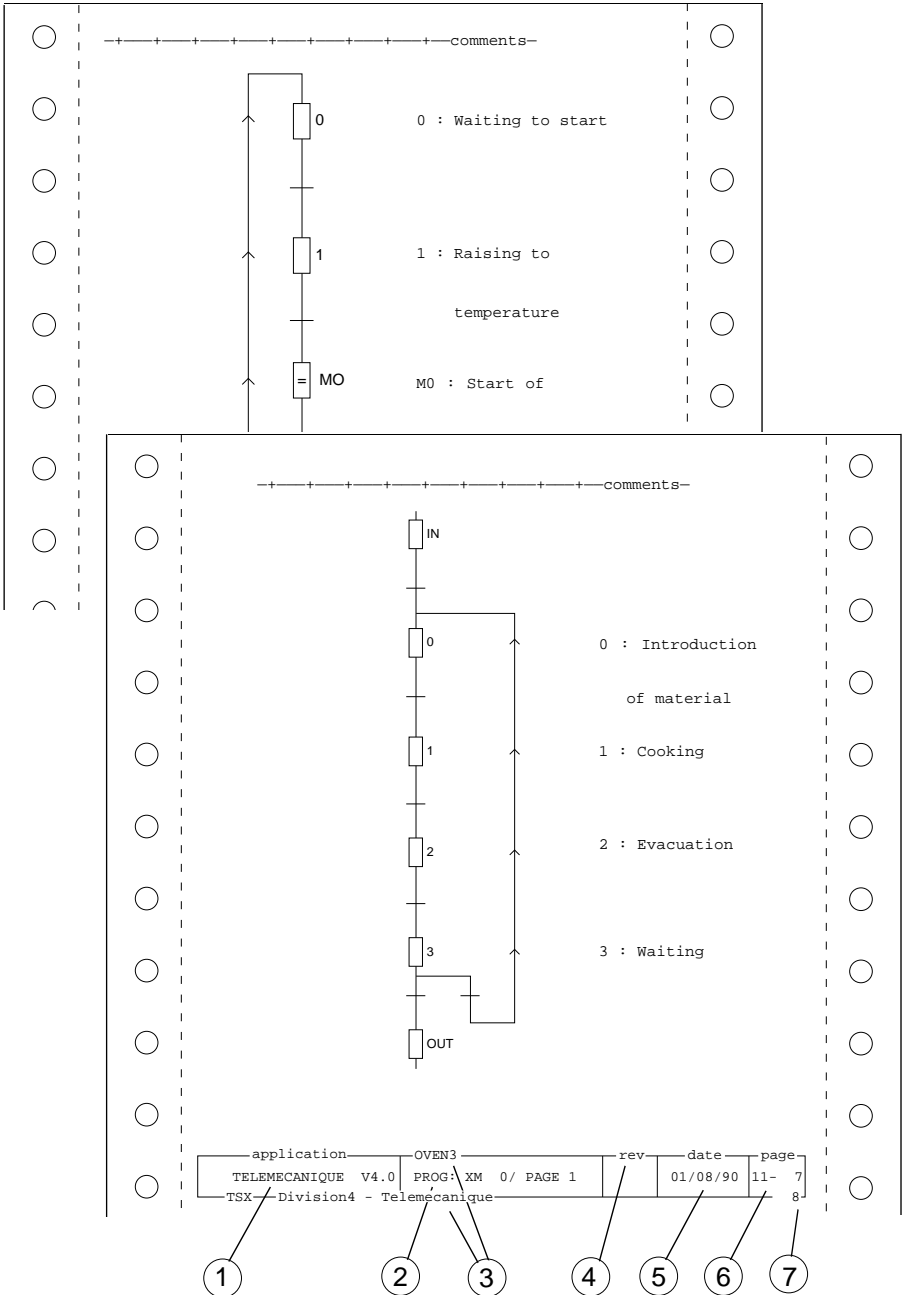 comments
0
0 : Waiting to start
1
1 : Raising to
temperature
= MO
M0 : Start of
comments
IN
0
0 : Introduction
of material
1
1 : Cooking
2
2 : Evacuation
3
3 : Waiting
OUT
application OVEN3 rev date page
TELEMECANIQUE V4.0 PROG: XM 0/ PAGE 1 01/08/90 11- 7
TSX Division4 - Telemecanique 8
1 2 3 4 5 6 7